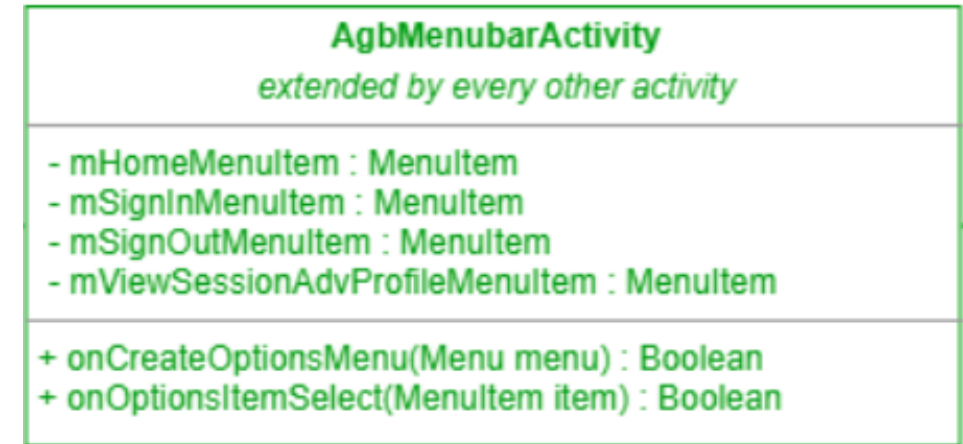 AgbMenubarActivity
extended by every other activity
- mHomeMenuItem : MenuItem
- mSignInMenuItem : MenuItem
- mSignOutMenuItem : MenuItem
- mViewSessionAdvProfileMenuItem : MenuItem
+ onCreateOptionsMenu(Menu menu) : Boolean
+ onOptionsItemSelect(MenuItem item) : Boolean